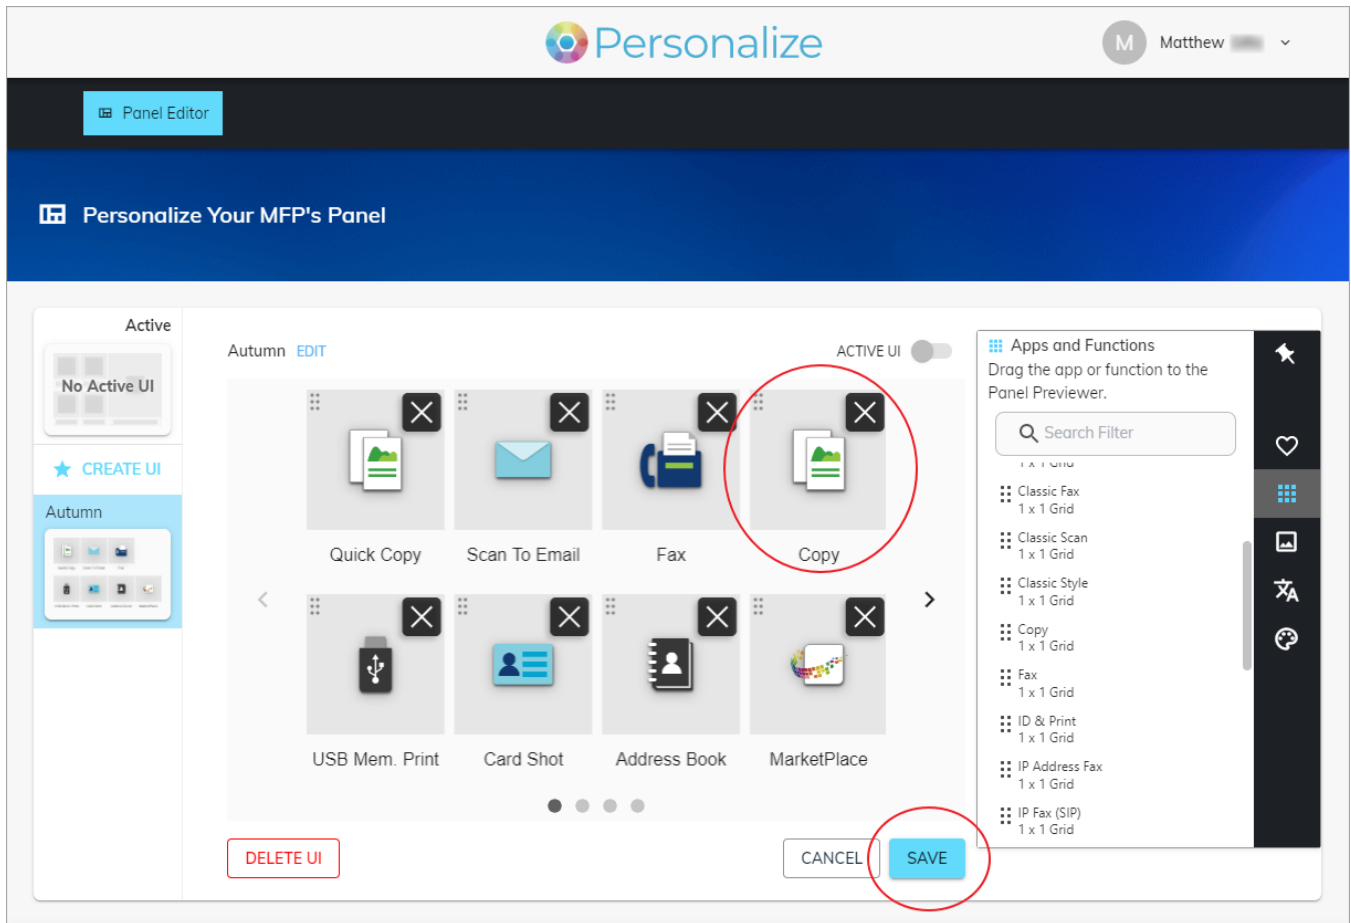 Personalize
M
Matthew
Panel Editor
Personalize Your MFP's Panel
Active
No Active UI
CREATE UI
Autumn
Autumn EDIT
ACTIVE UI
Quick Copy
Scan To Email
Fax
Copy
USB Mem. Print
Card Shot
Address Book
MarketPlace
DELETE UI
CANCEL
SAVE
Apps and Functions
Drag the app or function to the
Panel Previewer.
Search Filter
Classic Fax
1 x 1 Grid
Classic Scan
1 x 1 Grid
Classic Style
1 x 1 Grid
Copy
1 x 1 Grid
Fax
1 x 1 Grid
ID & Print
1 x 1 Grid
IP Address Fax
1 x 1 Grid
IP Fax (SIP)
1 x 1 Grid